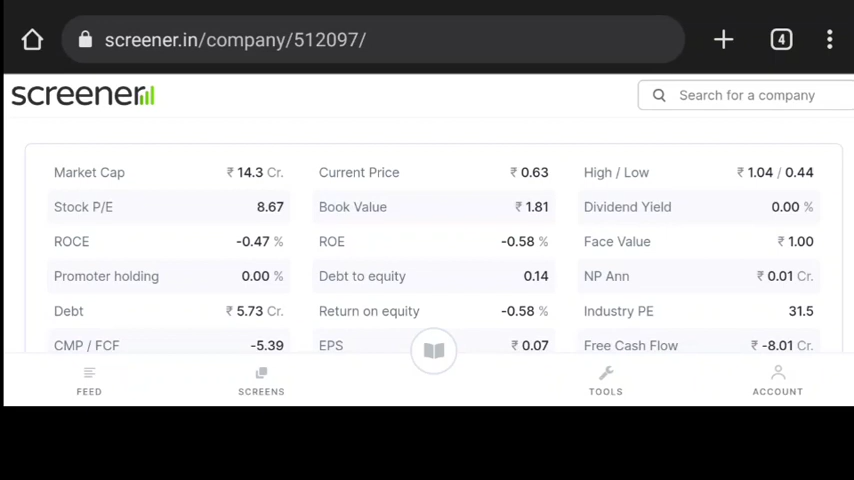 screener.in/company/512097/
4
screener
Search for a company
Market Cap ₹ 14.3 Cr. Current Price ₹ 0.63 High / Low ₹ 1.04 / 0.44
Stock P/E 8.67 Book Value ₹ 1.81 Dividend Yield 0.00 %
ROCE -0.47 % ROE -0.58 % Face Value ₹ 1.00
Promoter holding 0.00 % Debt to equity 0.14 NP Ann ₹ 0.01 Cr.
Debt ₹ 5.73 Cr. Return on equity -0.58 % Industry PE 31.5
CMP / FCF -5.39 EPS ₹ 0.07 Free Cash Flow ₹ -8.01 Cr.
FEED SCREENS TOOLS ACCOUNT